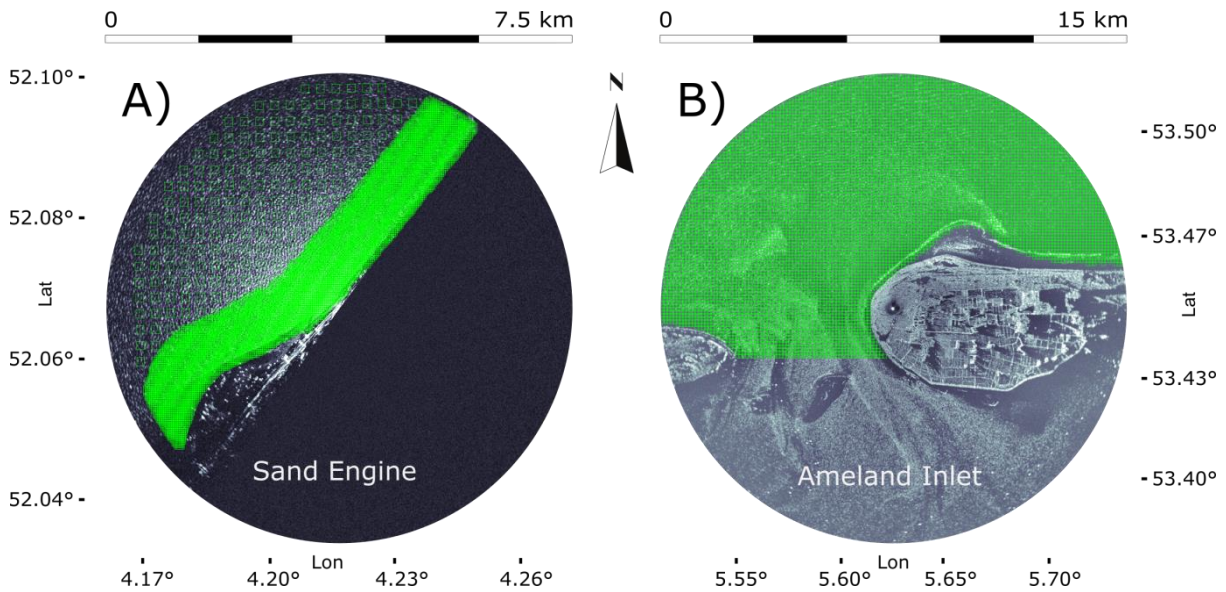 0 7.5 km
0 15 km
52.10°
52.08°
52.06°
52.04°
Lat
A)
Sand Engine
4.17° 4.20° 4.23° 4.26°
Lon
N
B)
Ameland Inlet
53.50°
53.47°
53.43°
53.40°
Lat
5.55° 5.60° 5.65° 5.70°
Lon